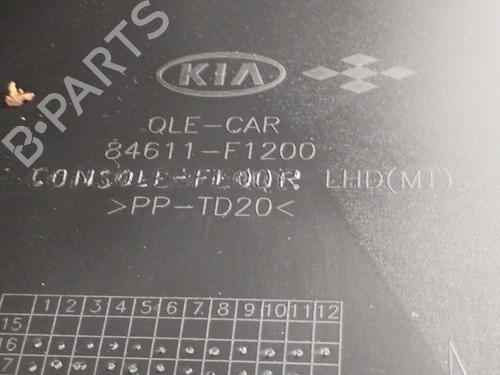 B-PARTS
KIA
QLE-CAR
84611-F1200
CONSOLE-FLOOR LHD(MT)
>PP-TD20<
1 2 3 4 5 6 7 8 9 10 11 12
15
16